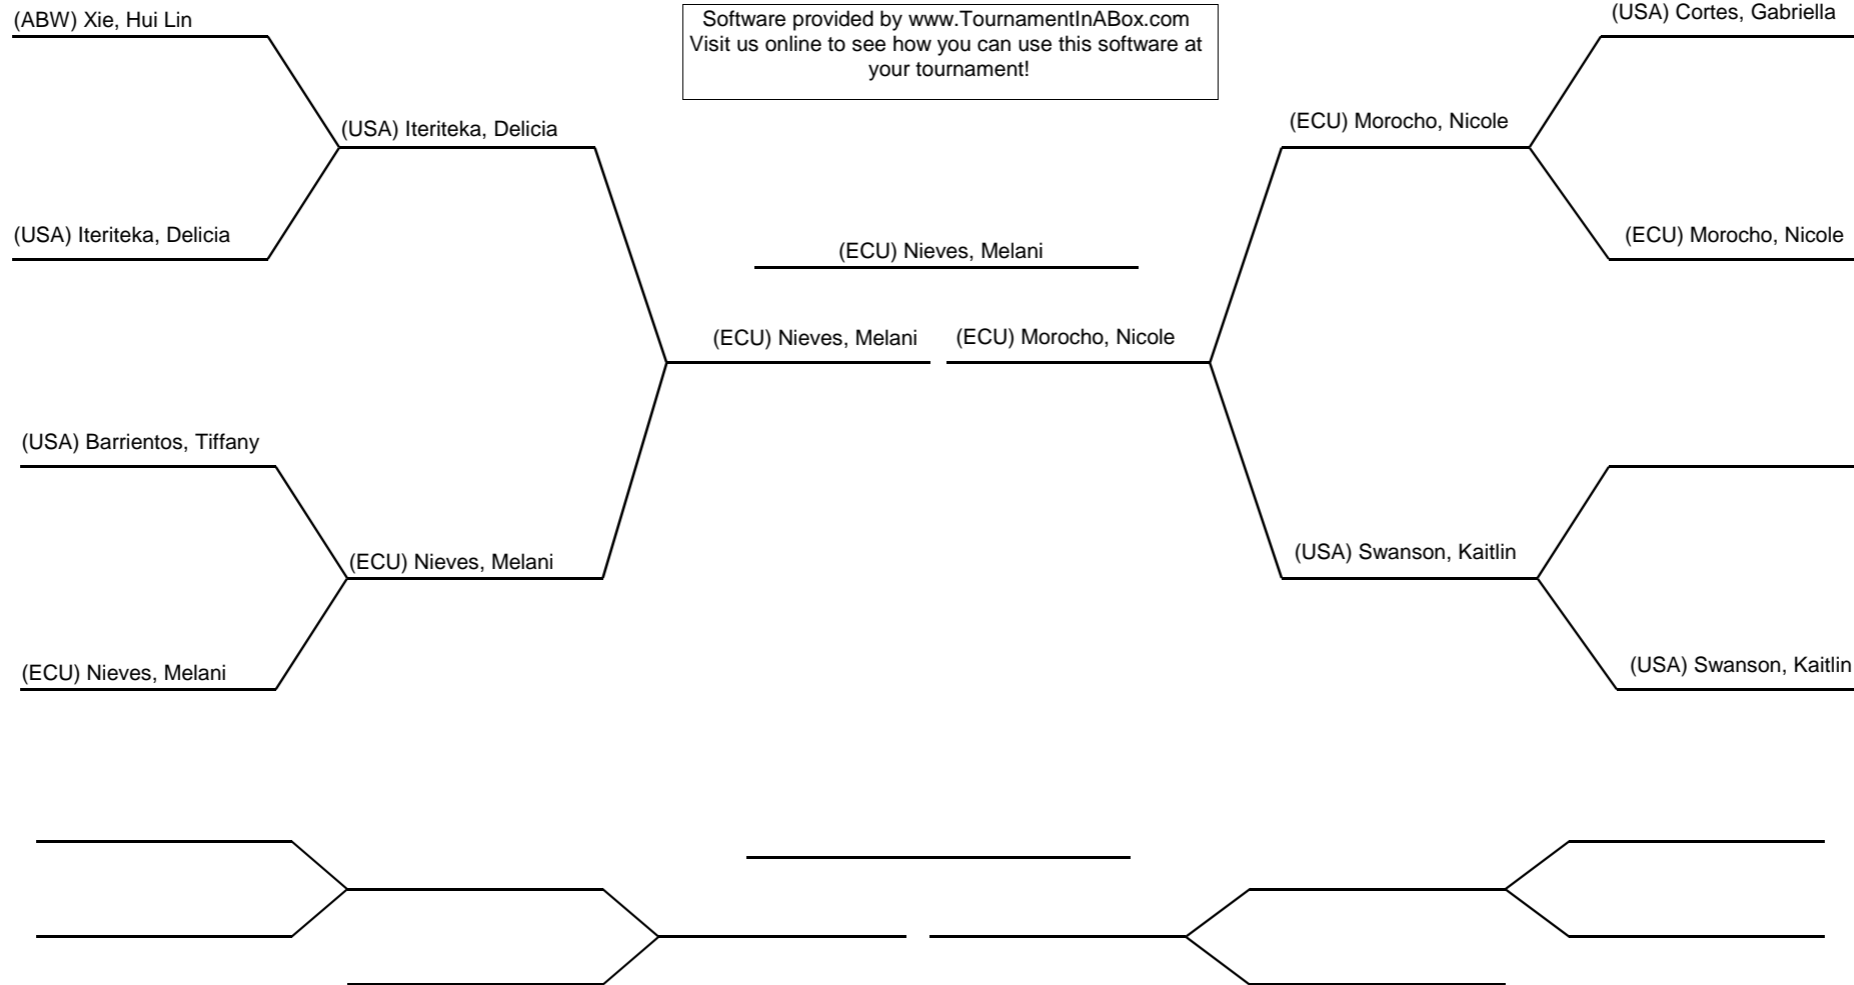 (ABW) Xie, Hui Lin
(USA) Iteriteka, Delicia
(USA) Iteriteka, Delicia
(USA) Barrientos, Tiffany
(ECU) Nieves, Melani
(ECU) Nieves, Melani
Software provided by www.TournamentInABox.com
Visit us online to see how you can use this software at
your tournament!
(ECU) Nieves, Melani
(ECU) Nieves, Melani
(ECU) Morocho, Nicole
(USA) Cortes, Gabriella
(ECU) Morocho, Nicole
(ECU) Morocho, Nicole
(USA) Swanson, Kaitlin
(USA) Swanson, Kaitlin